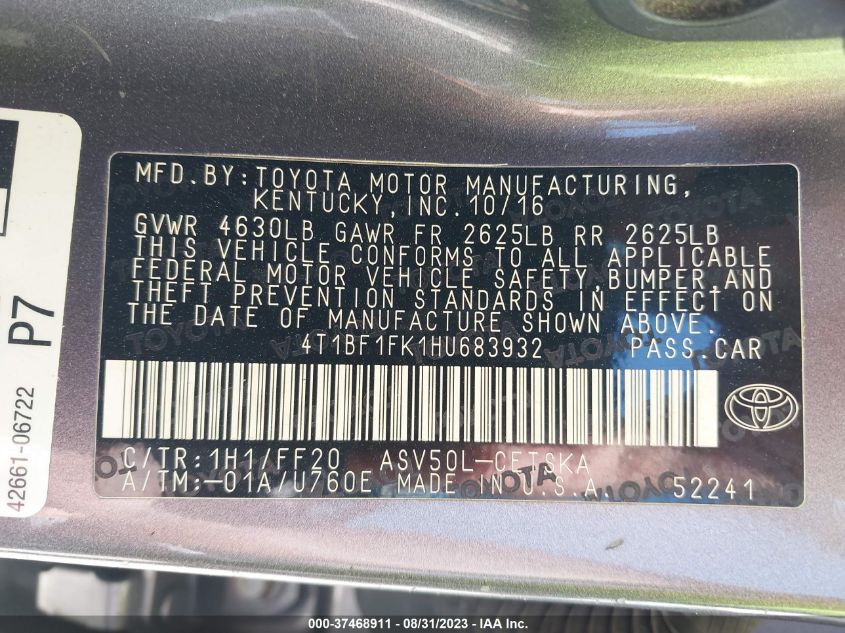 MFD.BY:TOYOTA MOTOR MANUFACTURING,
KENTUCKY,INC.10/16
GVWR 4630LB GAWR FR 2625LB RR 2625LB
THIS VEHICLE CONFORMS TO ALL APPLICABLE
FEDERAL MOTOR VEHICLE SAFETY,BUMPER,AND
THEFT PREVENTION STANDARDS IN EFFECT ON
THE DATE OF MANUFACTURE SHOWN ABOVE.
4T1BF1FK1HU683932 PASS.CAR
C/TR:1H1/FF20 ASV50L-CETSKA
A/TM:-01A/U760E MADE IN U.S.A. 52241
42661-06722
P7
000-37468911 - 08/31/2023 - IAA Inc.